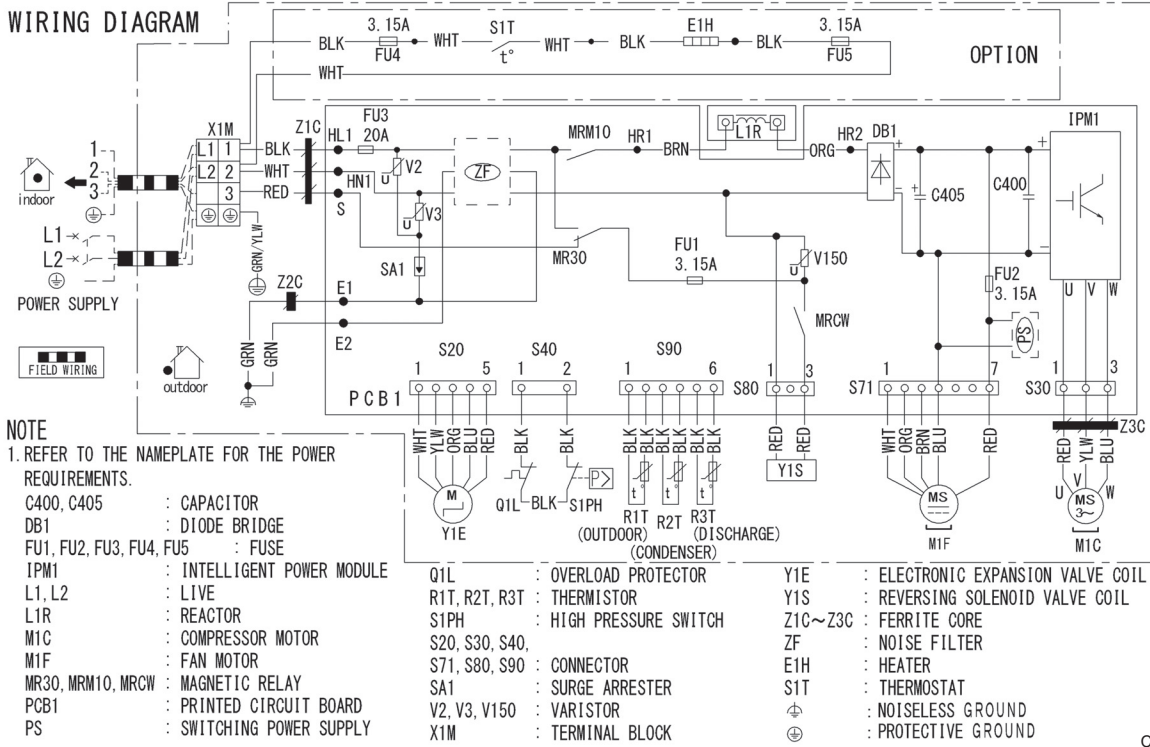 WIRING DIAGRAM
BLK 3.15A FU4 WHT S1T t° WHT BLK E1H BLK 3.15A FU5
WHT
OPTION
X1M
Z1C
HL1
FU3
20A
MRM10
HR1
BRN
L1R
ORG
HR2
DB1
IPM1
1
2
3
indoor
L1 1
L2 2
3
BLK
WHT
RED
HN1
S
U V2
U V3
ZF
SA1
MR30
FU1
3.15A
U V150
MRCW
+
−
+ C405
C400
+
−
FU2
3.15A
PS
U V W
L1
L2
POWER SUPPLY
GRN/YLW
Z2C
E1
E2
GRN
GRN
FIELD WIRING
outdoor
PCB1
S20
1 5
S40
1 2
S90
1 6
S80 1 3
S71 1 7
S30 1 3
Z3C
WHT YLW ORG BLU RED
BLK BLK
BLK BLK BLK BLK BLK BLK
RED RED
WHT ORG BRN BLU RED
RED YLW BLU
M
Y1E
Q1L BLK S1PH
P>
t° t° t°
R1T R2T R3T
(OUTDOOR) (DISCHARGE)
(CONDENSER)
Y1S
MS
M1F
U V W
MS
3~
M1C
NOTE
1. REFER TO THE NAMEPLATE FOR THE POWER
REQUIREMENTS.
C400, C405 : CAPACITOR
DB1 : DIODE BRIDGE
FU1, FU2, FU3, FU4, FU5 : FUSE
IPM1 : INTELLIGENT POWER MODULE
L1, L2 : LIVE
L1R : REACTOR
M1C : COMPRESSOR MOTOR
M1F : FAN MOTOR
MR30, MRM10, MRCW : MAGNETIC RELAY
PCB1 : PRINTED CIRCUIT BOARD
PS : SWITCHING POWER SUPPLY
Q1L : OVERLOAD PROTECTOR
R1T, R2T, R3T : THERMISTOR
S1PH : HIGH PRESSURE SWITCH
S20, S30, S40,
S71, S80, S90 : CONNECTOR
SA1 : SURGE ARRESTER
V2, V3, V150 : VARISTOR
X1M : TERMINAL BLOCK
Y1E : ELECTRONIC EXPANSION VALVE COIL
Y1S : REVERSING SOLENOID VALVE COIL
Z1C~Z3C : FERRITE CORE
ZF : NOISE FILTER
E1H : HEATER
S1T : THERMOSTAT
: NOISELESS GROUND
: PROTECTIVE GROUND